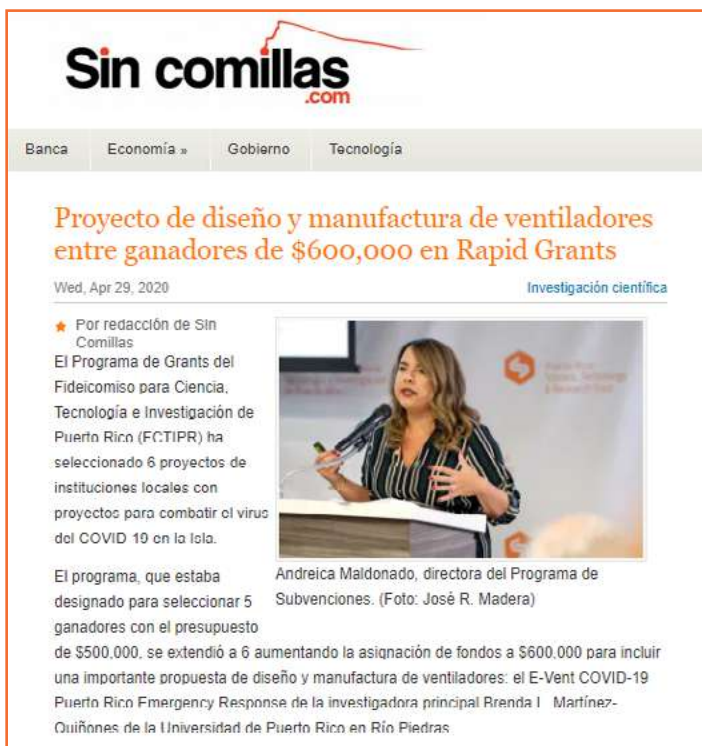 Sin comillas
.com
Banca Economía » Gobierno Tecnología
Proyecto de diseño y manufactura de ventiladores
entre ganadores de $600,000 en Rapid Grants
Wed, Apr 29, 2020 Investigación científica
Por redacción de Sin
Comillas
El Programa de Grants del
Fideicomiso para Ciencia,
Tecnología e Investigación de
Puerto Rico (FCTIPR) ha
seleccionado 6 proyectos de
instituciones locales con
proyectos para combatir el virus
del COVID 19 en la Isla.
Andreica Maldonado, directora del Programa de
Subvenciones. (Foto: José R. Madera)
El programa, que estaba
designado para seleccionar 5
ganadores con el presupuesto
de $500,000, se extendió a 6 aumentando la asignación de fondos a $600,000 para incluir
una importante propuesta de diseño y manufactura de ventiladores: el E-Vent COVID-19
Puerto Rico Emergency Response de la investigadora principal Brenda L. Martínez-
Quiñones de la Universidad de Puerto Rico en Río Piedras